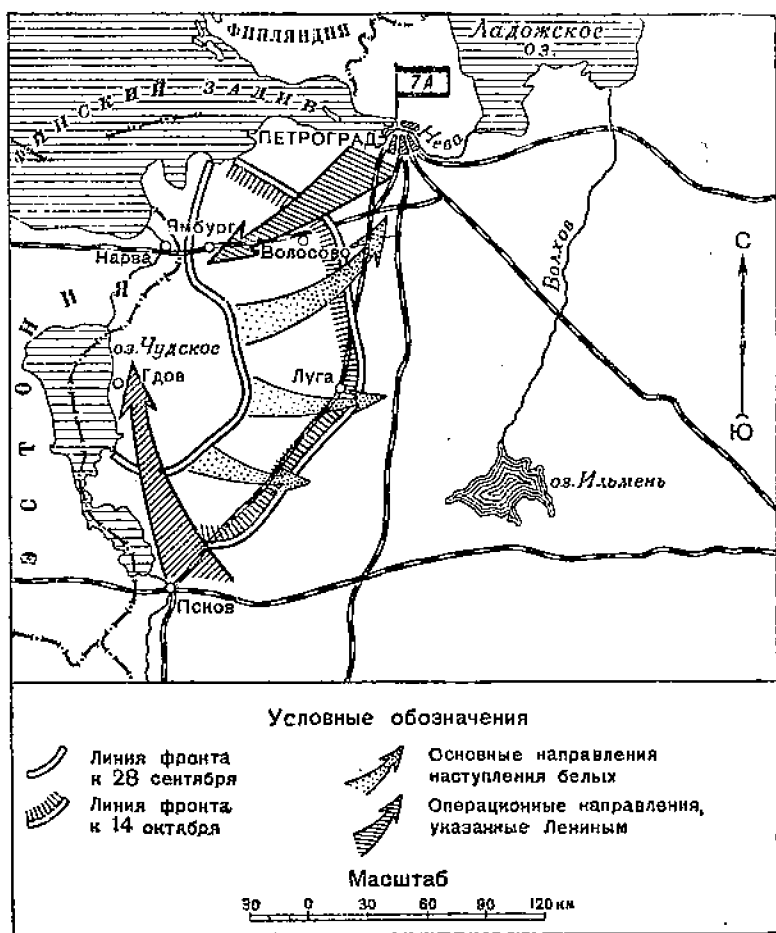 ФИНЛЯНДИЯ
Ладожское
оз.
7А
ФИНСКИЙ ЗАЛИВ
Нева
ПЕТРОГРАД
Ямбург
Нарва
Волосово
Волхов
С
Ю
ЭСТОНИЯ
оз. Чудское
Гдов
Луга
оз. Ильмень
Псков
Условные обозначения
Линия фронта
к 28 сентября
Линия фронта
к 14 октября
Основные направления
наступления белых
Операционные направления,
указанные Лениным
Масштаб
30 0 30 60 90 120 км